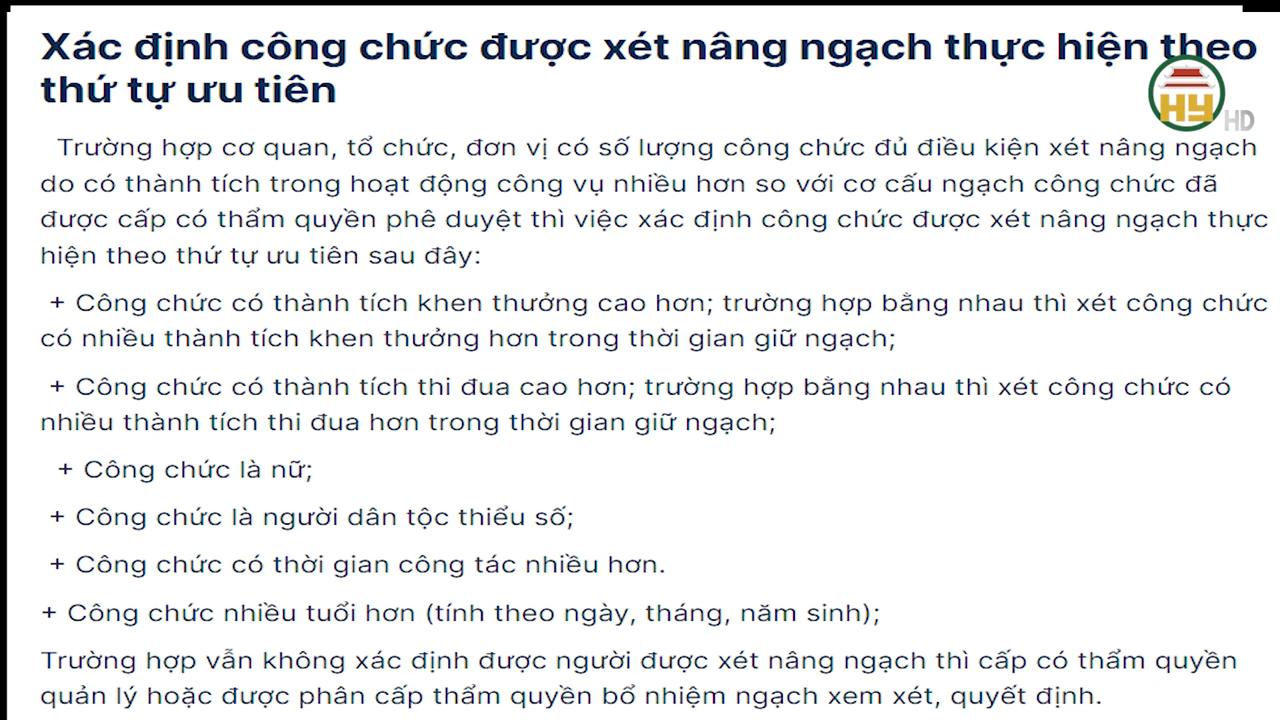 Xác định công chức được xét nâng ngạch thực hiện theo
thứ tự ưu tiên
HY HD
Trường hợp cơ quan, tổ chức, đơn vị có số lượng công chức đủ điều kiện xét nâng ngạch
do có thành tích trong hoạt động công vụ nhiều hơn so với cơ cấu ngạch công chức đã
được cấp có thẩm quyền phê duyệt thì việc xác định công chức được xét nâng ngạch thực
hiện theo thứ tự ưu tiên sau đây:
+ Công chức có thành tích khen thưởng cao hơn; trường hợp bằng nhau thì xét công chức
có nhiều thành tích khen thưởng hơn trong thời gian giữ ngạch;
+ Công chức có thành tích thi đua cao hơn; trường hợp bằng nhau thì xét công chức có
nhiều thành tích thi đua hơn trong thời gian giữ ngạch;
+ Công chức là nữ;
+ Công chức là người dân tộc thiểu số;
+ Công chức có thời gian công tác nhiều hơn.
+ Công chức nhiều tuổi hơn (tính theo ngày, tháng, năm sinh);
Trường hợp vẫn không xác định được người được xét nâng ngạch thì cấp có thẩm quyền
quản lý hoặc được phân cấp thẩm quyền bổ nhiệm ngạch xem xét, quyết định.